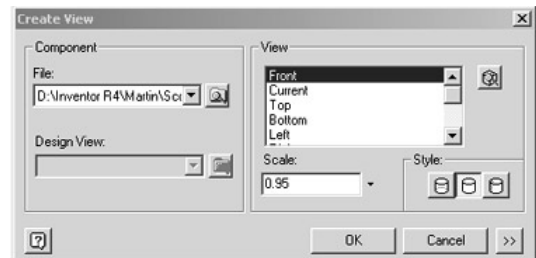 Create View
Component
File:
D:\Inventor R4\Martin\Sco
Design View:
View
Front
Current
Top
Bottom
Left
Scale:
0.95
Style:
OK
Cancel
>>